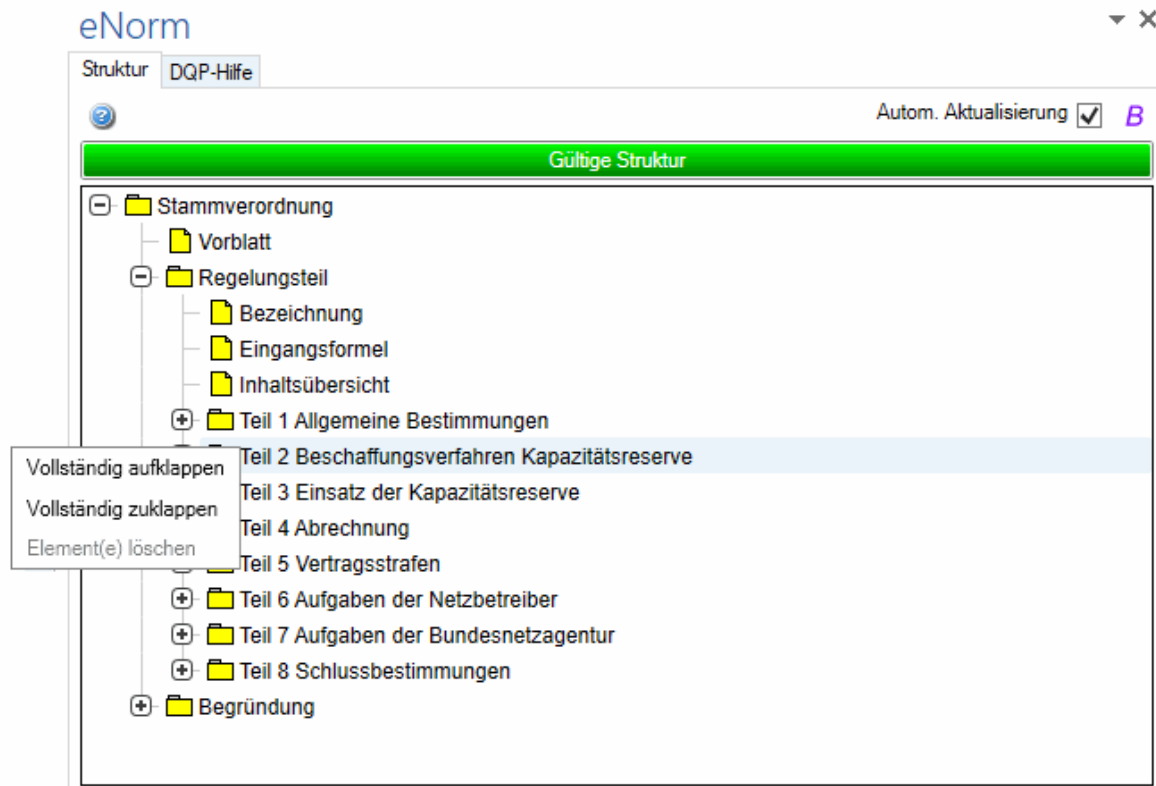 eNorm
Struktur DQP-Hilfe
Autom. Aktualisierung B
Gültige Struktur
Stammverordnung
Vorblatt
Regelungsteil
Bezeichnung
Eingangsformel
Inhaltsübersicht
Teil 1 Allgemeine Bestimmungen
Teil 2 Beschaffungsverfahren Kapazitätsreserve
Teil 3 Einsatz der Kapazitätsreserve
Teil 4 Abrechnung
Teil 5 Vertragsstrafen
Teil 6 Aufgaben der Netzbetreiber
Teil 7 Aufgaben der Bundesnetzagentur
Teil 8 Schlussbestimmungen
Begründung
Vollständig aufklappen
Vollständig zuklappen
Element(e) löschen